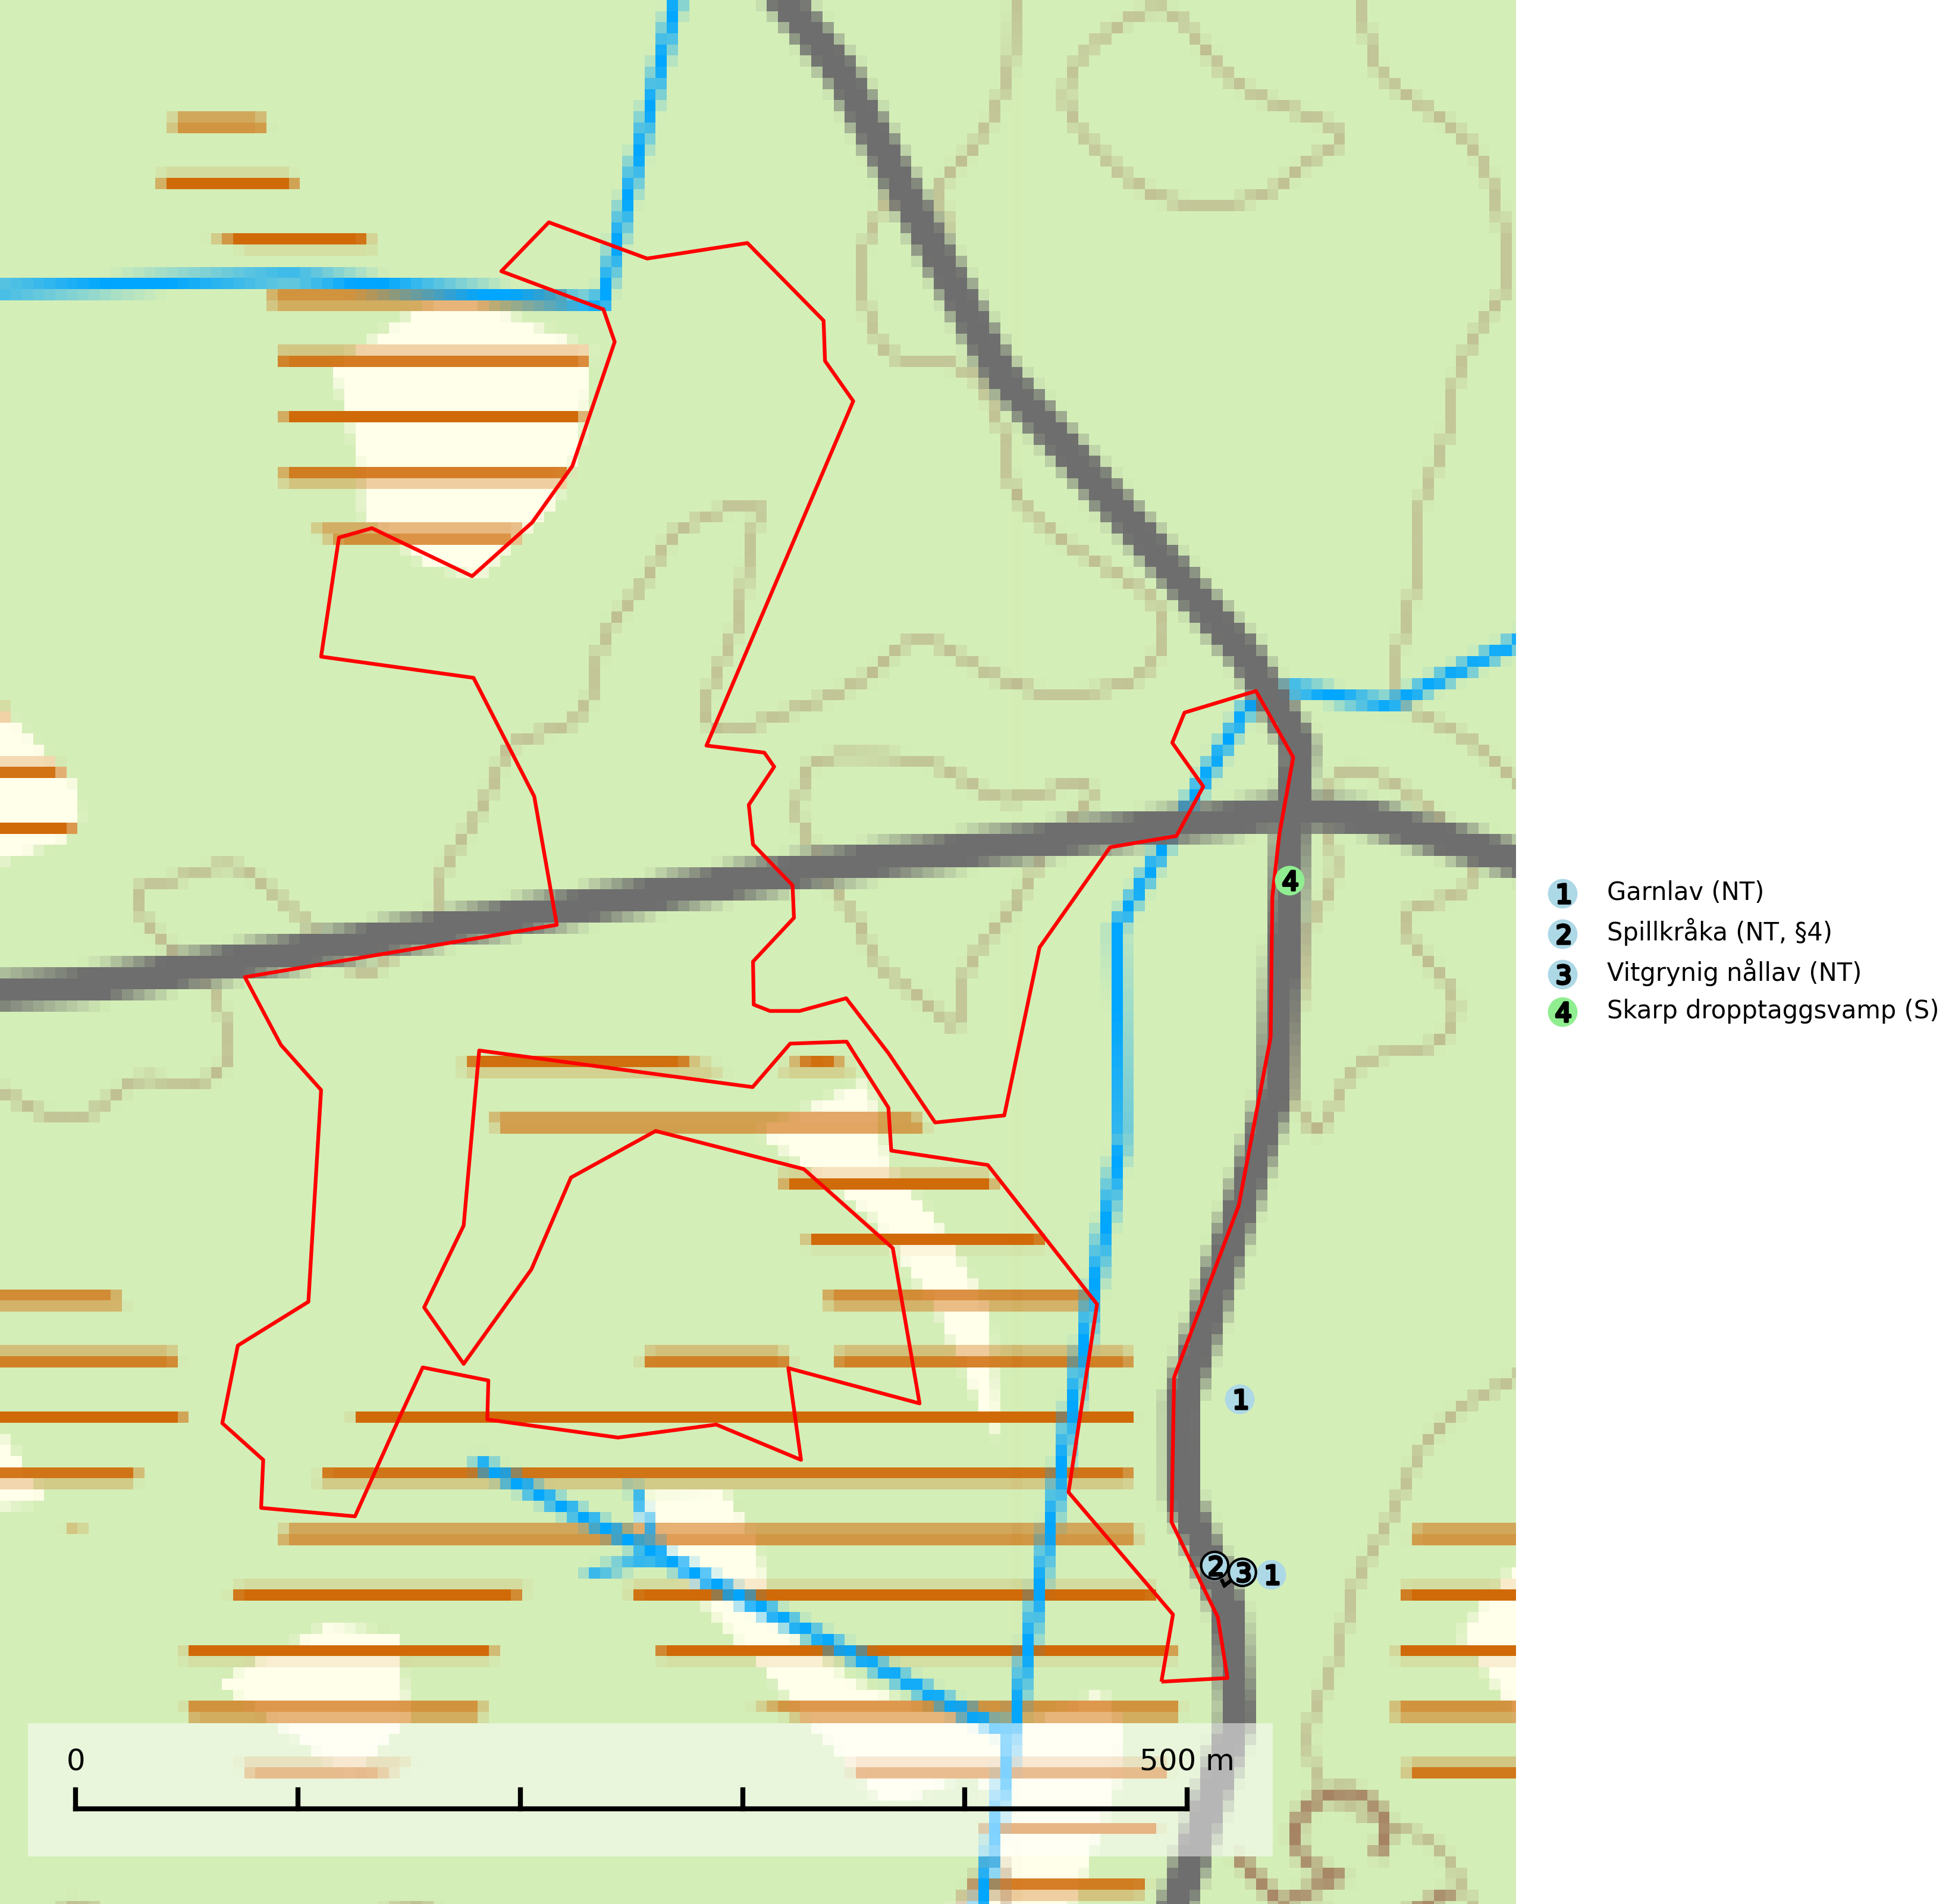 4
1 Garnlav (NT)
2 Spillkråka (NT, §4)
3 Vitgrynig nållav (NT)
4 Skarp dropptaggsvamp (S)
1
2 3 1
0 500 m